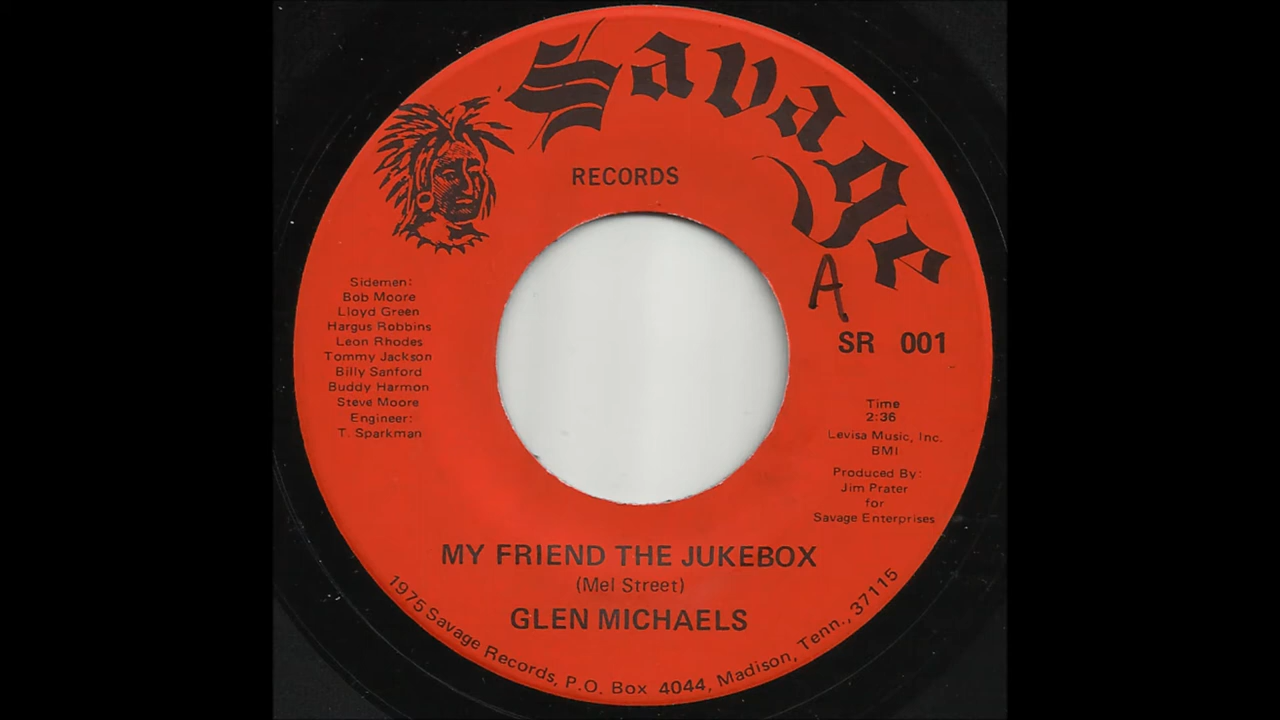 Savage
RECORDS
A
SR 001
Sidemen:
Bob Moore
Lloyd Green
Hargus Robbins
Leon Rhodes
Tommy Jackson
Billy Sanford
Buddy Harmon
Steve Moore
Engineer:
T. Sparkman
Time
2:36
Levisa Music, Inc.
BMI
Produced By:
Jim Prater
for
Savage Enterprises
MY FRIEND THE JUKEBOX
(Mel Street)
GLEN MICHAELS
1975 Savage Records, P.O. Box 4044, Madison, Tenn., 37115